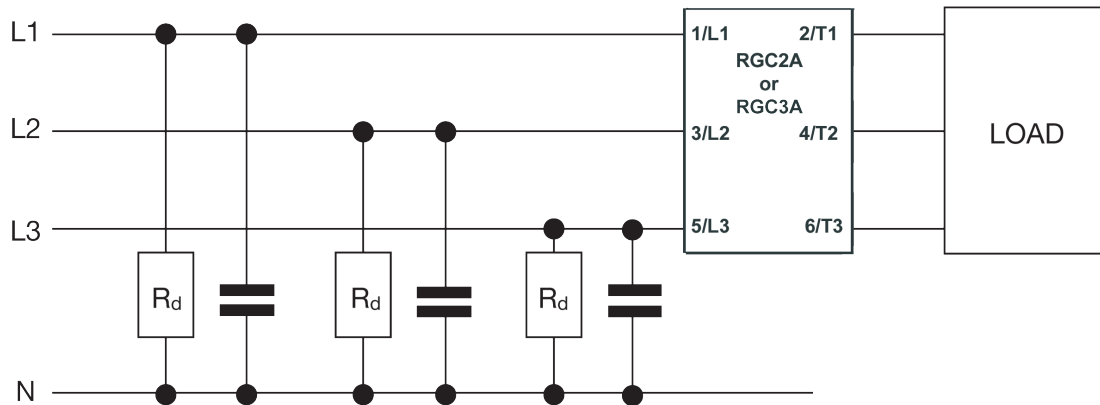 L1
1/L1 2/T1
RGC2A
or
RGC3A
L2
3/L2 4/T2
LOAD
L3
5/L3 6/T3
Rd Rd Rd
N